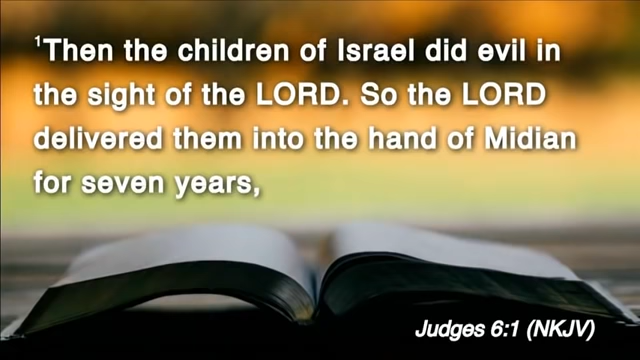 ¹Then the children of Israel did evil in
the sight of the LORD. So the LORD
delivered them into the hand of Midian
for seven years,
Judges 6:1 (NKJV)